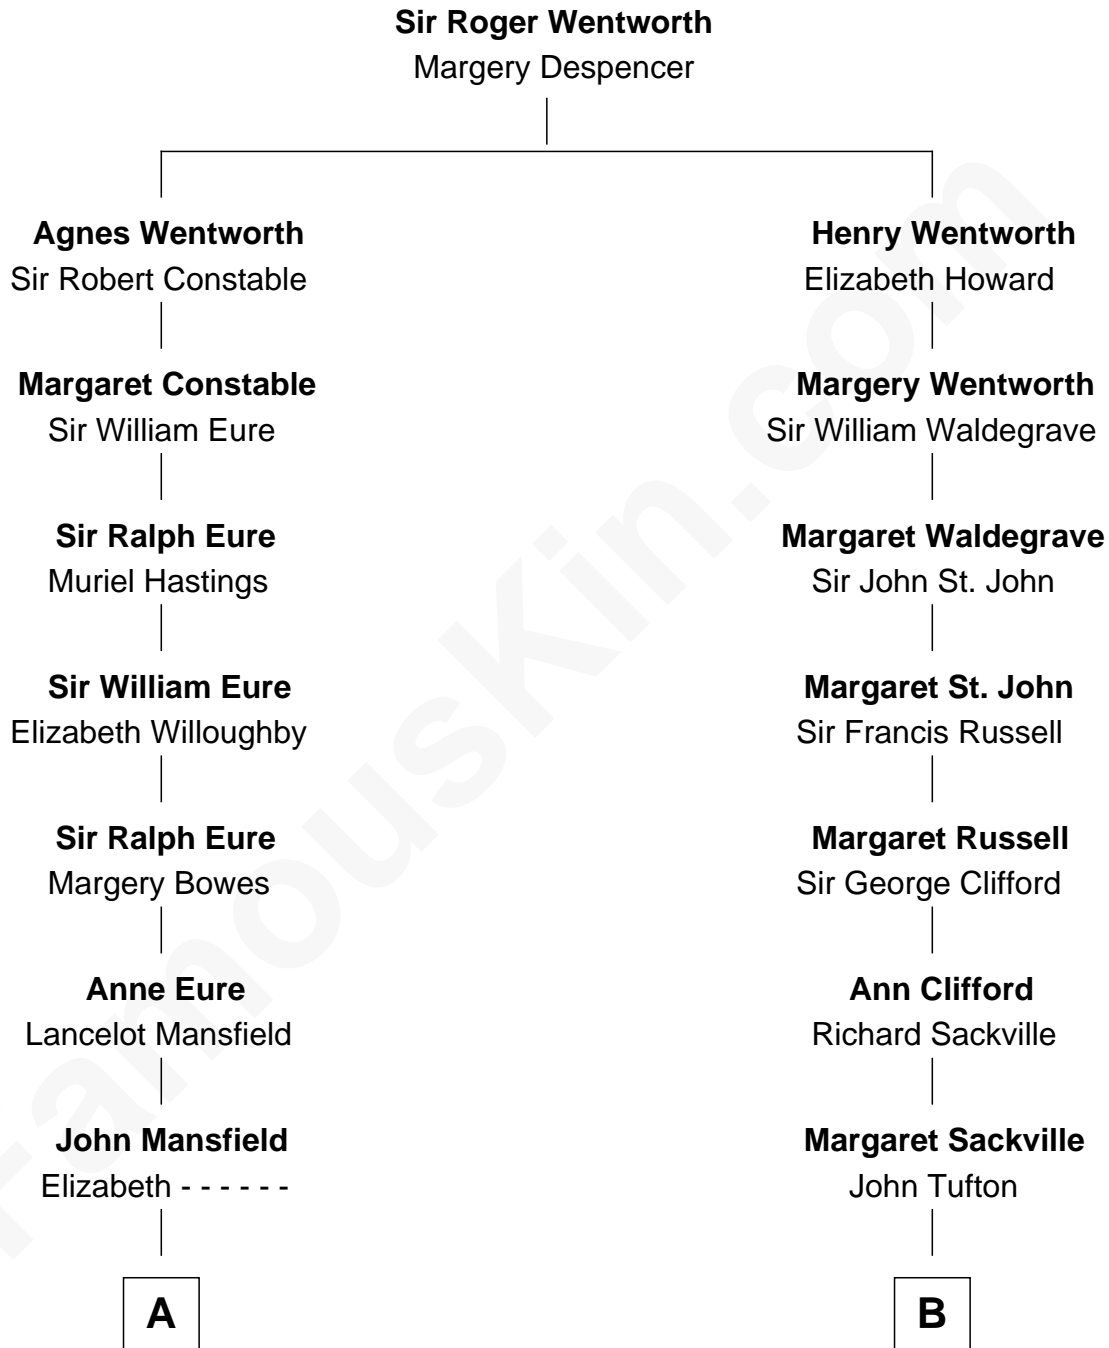 Sir Roger Wentworth
Margery Despencer
Agnes Wentworth
Sir Robert Constable
Henry Wentworth
Elizabeth Howard
Margaret Constable
Sir William Eure
Margery Wentworth
Sir William Waldegrave
Sir Ralph Eure
Muriel Hastings
Margaret Waldegrave
Sir John St. John
Sir William Eure
Elizabeth Willoughby
Margaret St. John
Sir Francis Russell
Sir Ralph Eure
Margery Bowes
Margaret Russell
Sir George Clifford
Anne Eure
Lancelot Mansfield
Ann Clifford
Richard Sackville
John Mansfield
Elizabeth - - - - - -
Margaret Sackville
John Tufton
A
B
FamousKin.com